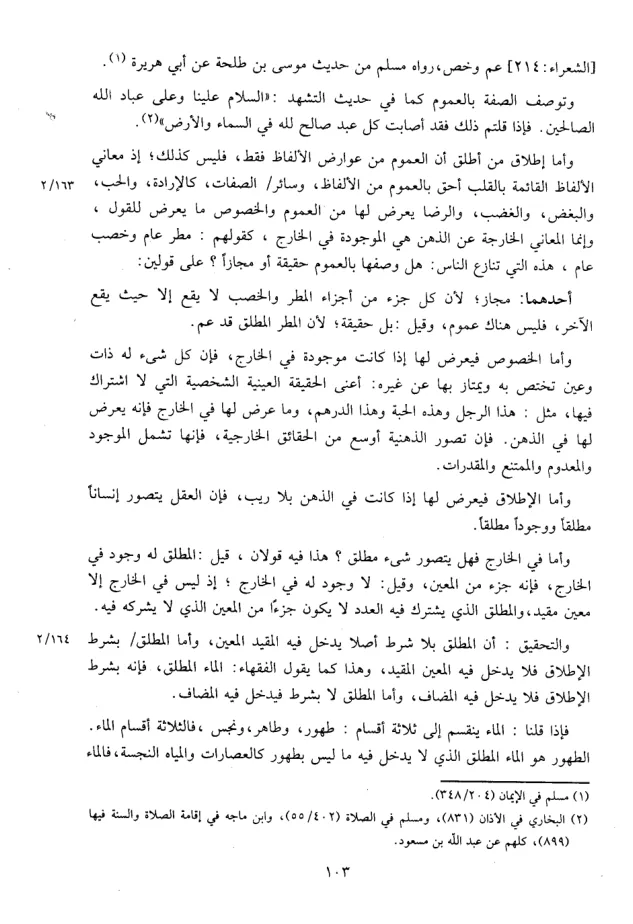 [الشعراء: ٢١٤] عم وخص، رواه مسلم من حديث موسى بن طلحة عن أبي هريرة (١).
وتوصف الصفة بالعموم كما في حديث التشهد : «السلام علينا وعلى عباد الله
الصالحين. فإذا قلتم ذلك فقد أصابت كل عبد صالح لله في السماء والأرض»(٢).
وأما إطلاق من أطلق أن العموم من عوارض الألفاظ فقط، فليس كذلك؛ إذ معاني
٢/١٦٣ الألفاظ القائمة بالقلب أحق بالعموم من الألفاظ، وسائر/ الصفات، كالإرادة، والحب،
والبغض، والغضب، والرضا يعرض لها من العموم والخصوص ما يعرض للقول ،
وإنما المعاني الخارجة عن الذهن هي الموجودة في الخارج ، كقولهم : مطر عام وخصب
عام ، هذه التي تنازع الناس: هل وصفها بالعموم حقيقة أو مجازاً ؟ على قولين:
أحدهما: مجاز؛ لأن كل جزء من أجزاء المطر والخصب لا يقع إلا حيث يقع
الآخر، فليس هناك عموم، وقيل :بل حقيقة؛ لأن المطر المطلق قد عم.
وأما الخصوص فيعرض لها إذا كانت موجودة في الخارج، فإن كل شىء له ذات
وعين تختص به ويمتاز بها عن غيره: أعنى الحقيقة العينية الشخصية التي لا اشتراك
فيها، مثل : هذا الرجل وهذه الحبة وهذا الدرهم، وما عرض لها في الخارج فإنه يعرض
لها في الذهن. فإن تصور الذهنية أوسع من الحقائق الخارجية، فإنها تشمل الموجود
والمعدوم والممتنع والمقدرات.
وأما الإطلاق فيعرض لها إذا كانت في الذهن بلا ريب، فإن العقل يتصور إنساناً
مطلقاً ووجوداً مطلقاً.
وأما في الخارج فهل يتصور شىء مطلق ؟ هذا فيه قولان ، قيل :المطلق له وجود في
الخارج، فإنه جزء من المعين، وقيل: لا وجود له في الخارج ؛ إذ ليس في الخارج إلا
معين مقيد،والمطلق الذي يشترك فيه العدد لا يكون جزءًا من المعين الذي لا يشركه فيه.
٢/١٦٤ والتحقيق : أن المطلق بلا شرط أصلا يدخل فيه المقيد المعين، وأما المطلق/ بشرط
الإطلاق فلا يدخل فيه المعين المقيد، وهذا كما يقول الفقهاء: الماء المطلق، فإنه بشرط
الإطلاق فلا يدخل فيه المضاف، وأما المطلق لا بشرط فيدخل فيه المضاف.
فإذا قلنا : الماء ينقسم إلى ثلاثة أقسام : طهور، وطاهر، ونجس ،فالثلاثة أقسام الماء.
الطهور هو الماء المطلق الذي لا يدخل فيه ما ليس بطهور كالعصارات والمياه النجسة،فالماء
(١) مسلم في الإيمان (٣٤٨/٢٠٤).
(٢) البخاري في الأذان (٨٣١)، ومسلم في الصلاة (٥٥/٤٠٢)، وابن ماجه في إقامة الصلاة والسنة فيها
(٨٩٩)، كلهم عن عبد الله بن مسعود.
١٠٣